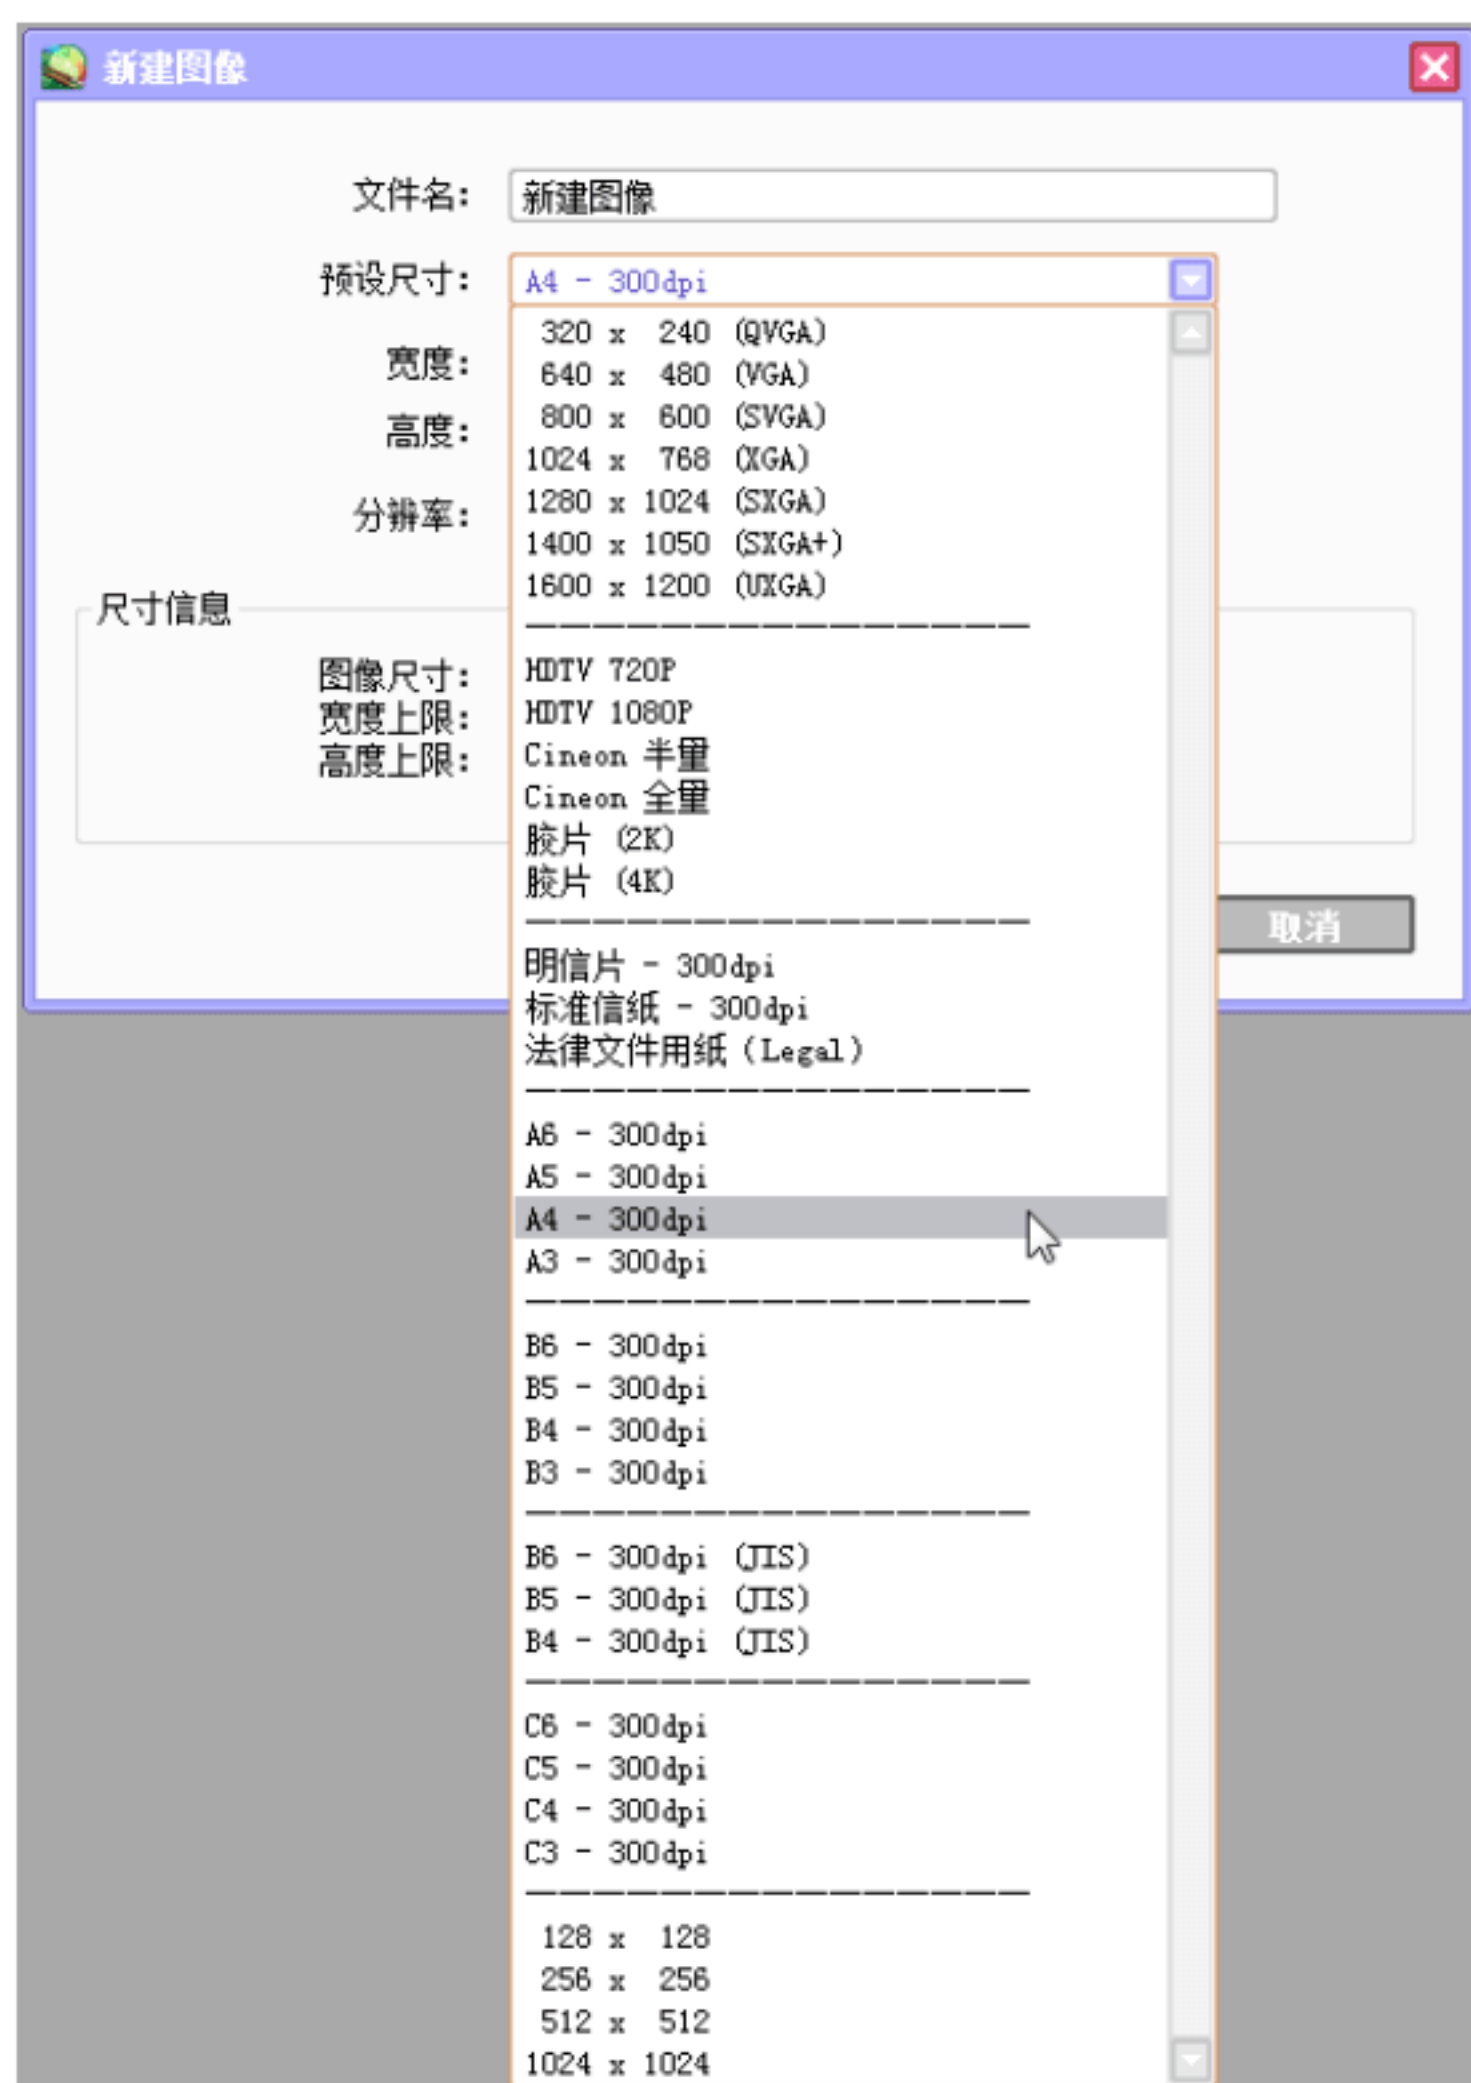 新建图像
文件名： 新建图像
预设尺寸： A4 - 300dpi
宽度：
高度：
分辨率：
尺寸信息
图像尺寸：
宽度上限：
高度上限：
取消
320 x 240 (QVGA)
640 x 480 (VGA)
800 x 600 (SVGA)
1024 x 768 (XGA)
1280 x 1024 (SXGA)
1400 x 1050 (SXGA+)
1600 x 1200 (UXGA)
HDTV 720P
HDTV 1080P
Cineon 半量
Cineon 全量
胶片 (2K)
胶片 (4K)
明信片 - 300dpi
标准信纸 - 300dpi
法律文件用纸（Legal）
A6 - 300dpi
A5 - 300dpi
A4 - 300dpi
A3 - 300dpi
B6 - 300dpi
B5 - 300dpi
B4 - 300dpi
B3 - 300dpi
B6 - 300dpi (JIS)
B5 - 300dpi (JIS)
B4 - 300dpi (JIS)
C6 - 300dpi
C5 - 300dpi
C4 - 300dpi
C3 - 300dpi
128 x 128
256 x 256
512 x 512
1024 x 1024